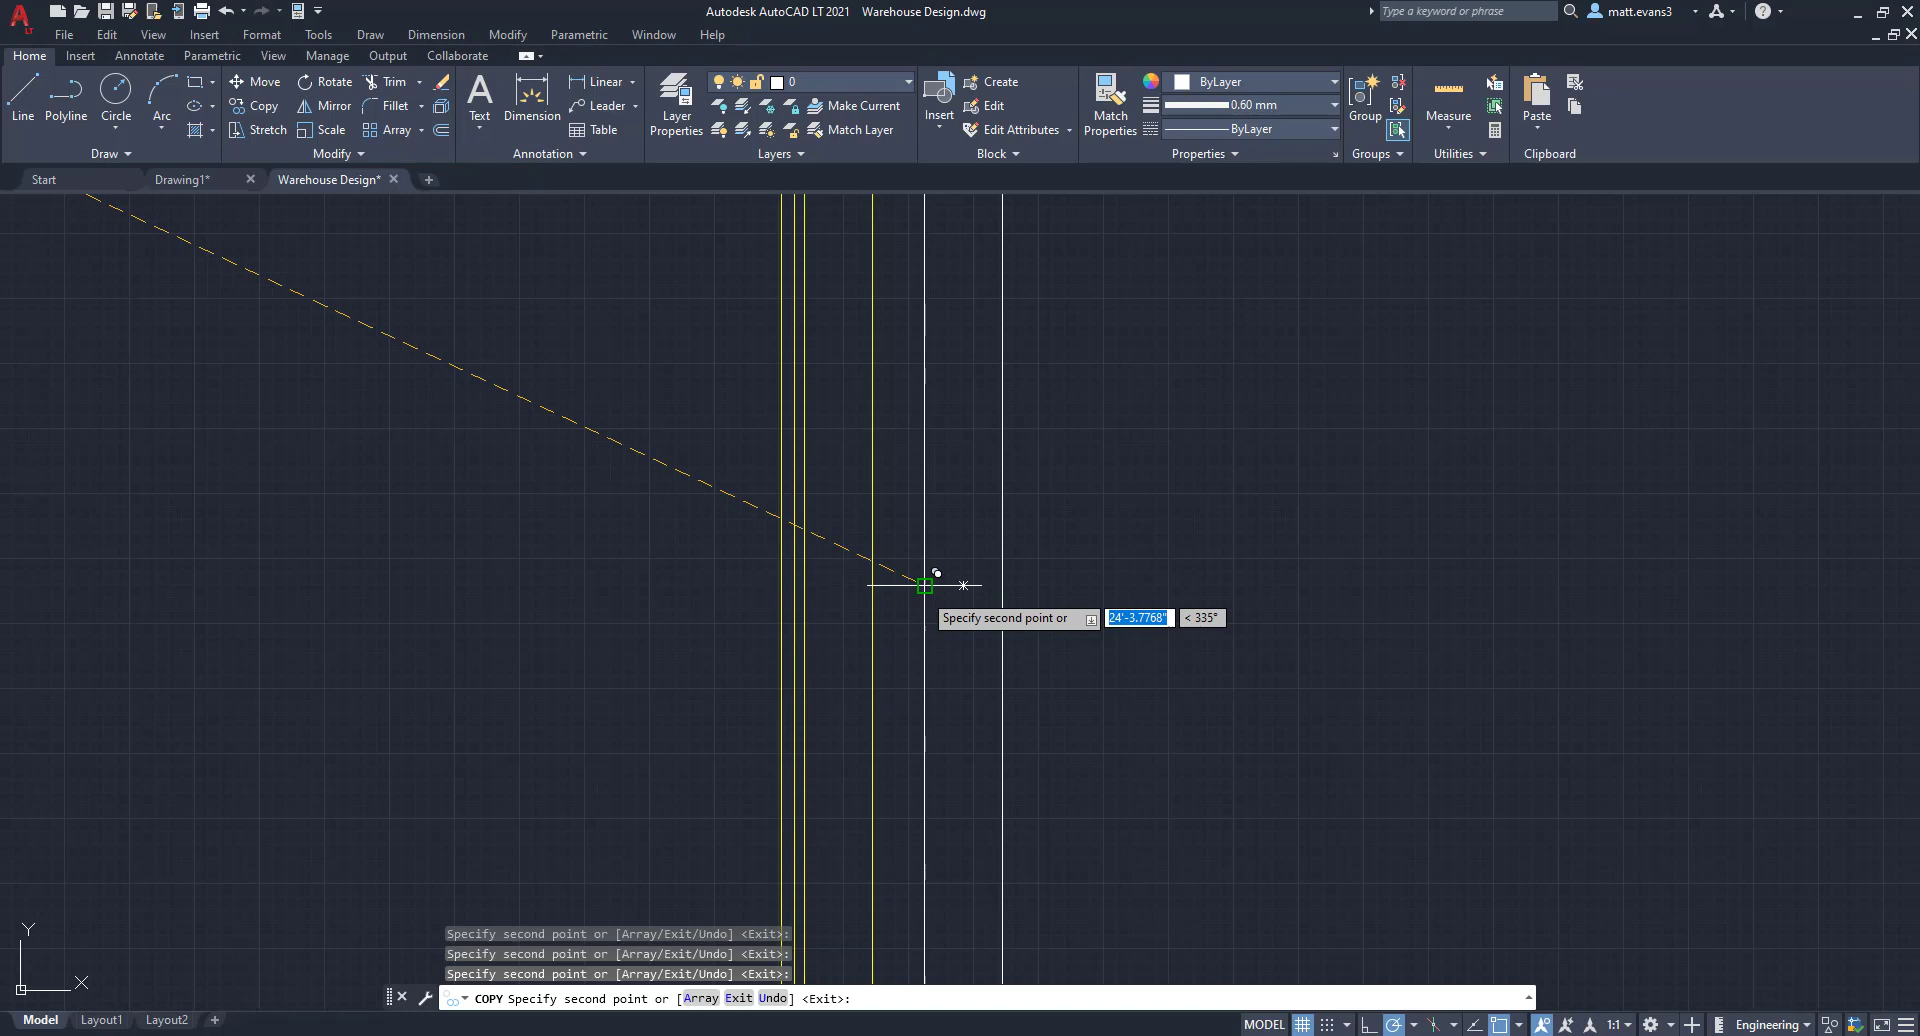 Autodesk AutoCAD LT 2021 Warehouse Design.dwg
Type a keyword or phrase
matt.evans3
LT
File Edit View Insert Format Tools Draw Dimension Modify Parametric Window Help
Home Insert Annotate Parametric View Manage Output Collaborate
Line Polyline Circle Arc
Draw
Move Rotate Trim
Copy Mirror Fillet
Stretch Scale Array
Modify
Text Dimension
Linear
Leader
Table
Annotation
Layer Properties
0
Make Current
Match Layer
Layers
Insert
Create
Edit
Edit Attributes
Block
Match Properties
ByLayer
0.60 mm
ByLayer
Properties
Group
Groups
Measure
Utilities
Paste
Clipboard
Start Drawing1* Warehouse Design*
Specify second point or 24'-3.7768" < 335°
Y
X
Specify second point or [Array/Exit/Undo] <Exit>:
Specify second point or [Array/Exit/Undo] <Exit>:
Specify second point or [Array/Exit/Undo] <Exit>:
COPY Specify second point or [Array Exit Undo] <Exit>:
Model Layout1 Layout2
MODEL 1:1 Engineering